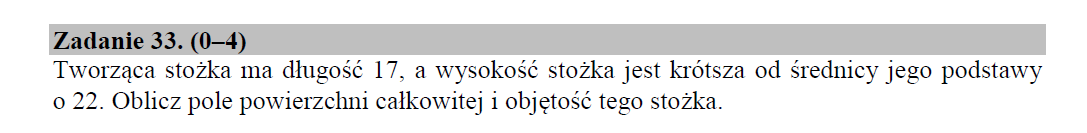 Zadanie 33. (0–4)
Tworząca stożka ma długość 17, a wysokość stożka jest krótsza od średnicy jego podstawy
o 22. Oblicz pole powierzchni całkowitej i objętość tego stożka.